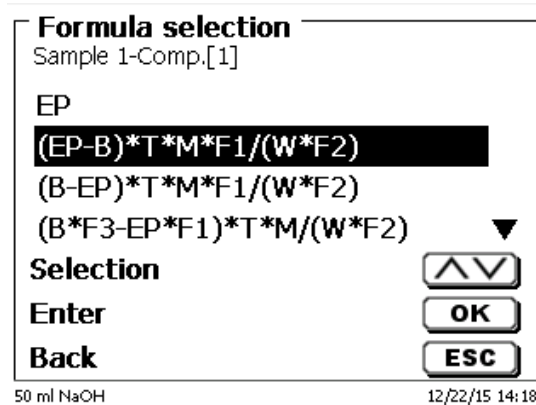 Formula selection
Sample 1-Comp.[1]
EP
(EP-B)*T*M*F1/(W*F2)
(B-EP)*T*M*F1/(W*F2)
(B*F3-EP*F1)*T*M/(W*F2)
Selection
Enter OK
Back ESC
50 ml NaOH 12/22/15 14:18